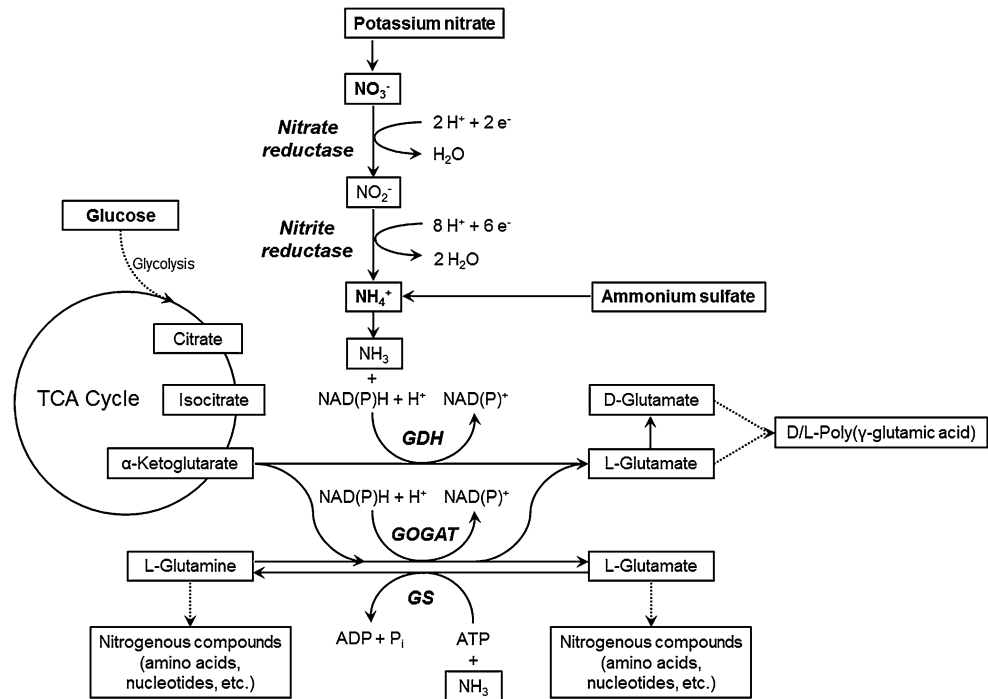 Potassium nitrate
NO₃⁻
Nitrate
reductase
2 H⁺ + 2 e⁻
H₂O
NO₂⁻
Nitrite
reductase
8 H⁺ + 6 e⁻
2 H₂O
Glucose
Glycolysis
NH₄⁺
Ammonium sulfate
NH₃
+
Citrate
TCA Cycle
Isocitrate
α-Ketoglutarate
NAD(P)H + H⁺
NAD(P)⁺
GDH
D-Glutamate
L-Glutamate
D/L-Poly(γ-glutamic acid)
NAD(P)H + H⁺
NAD(P)⁺
GOGAT
L-Glutamine
L-Glutamate
GS
ADP + Pᵢ
ATP
+
NH₃
Nitrogenous compounds
(amino acids,
nucleotides, etc.)
Nitrogenous compounds
(amino acids,
nucleotides, etc.)